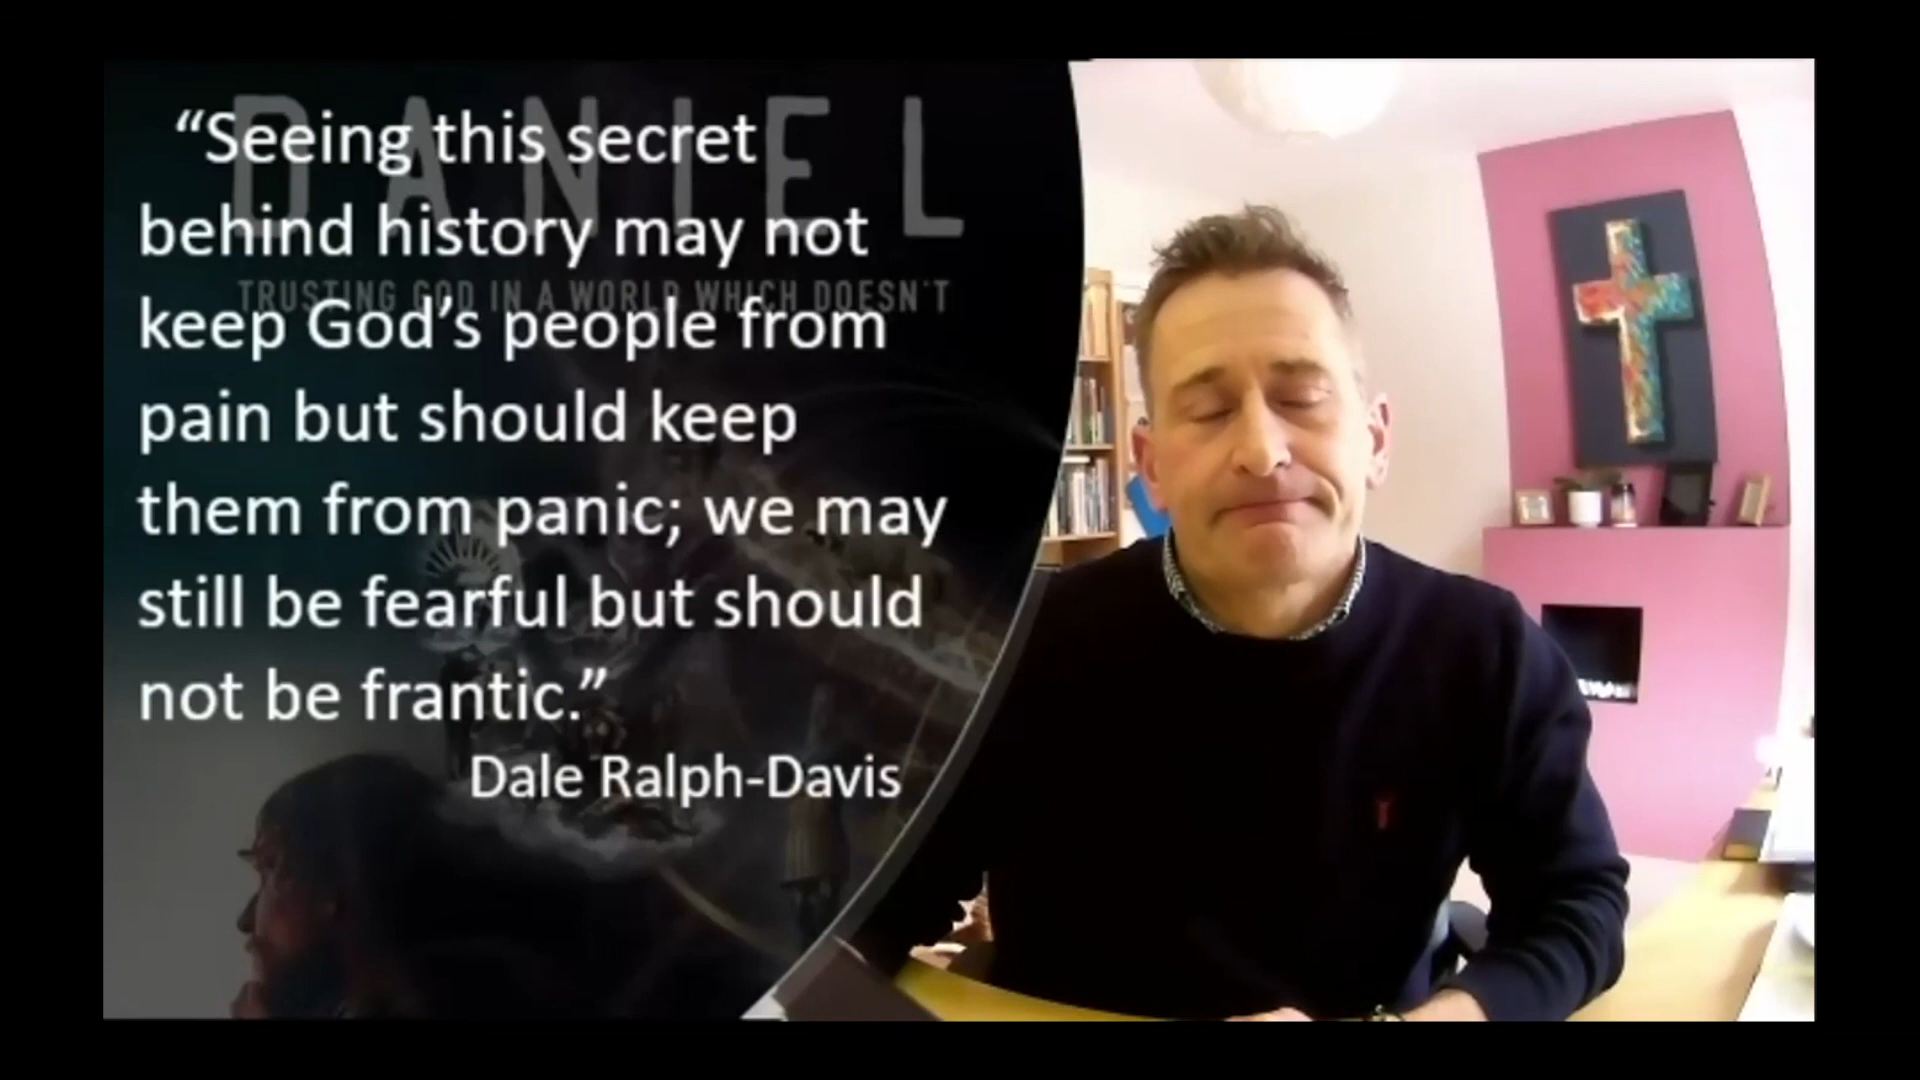 DANIEL
TRUSTING GOD IN A WORLD WHICH DOESN'T
“Seeing this secret
behind history may not
keep God’s people from
pain but should keep
them from panic; we may
still be fearful but should
not be frantic.”
Dale Ralph-Davis